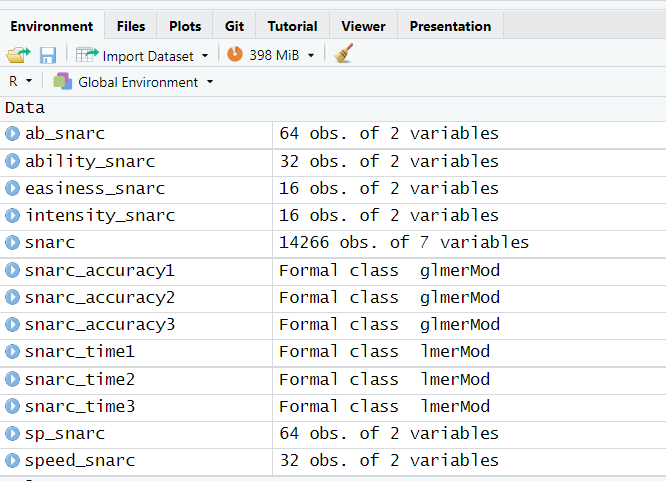 Environment Files Plots Git Tutorial Viewer Presentation
Import Dataset 398 MiB
R Global Environment
Data
ab_snarc 64 obs. of 2 variables
ability_snarc 32 obs. of 2 variables
easiness_snarc 16 obs. of 2 variables
intensity_snarc 16 obs. of 2 variables
snarc 14266 obs. of 7 variables
snarc_accuracy1 Formal class glmerMod
snarc_accuracy2 Formal class glmerMod
snarc_accuracy3 Formal class glmerMod
snarc_time1 Formal class lmerMod
snarc_time2 Formal class lmerMod
snarc_time3 Formal class lmerMod
sp_snarc 64 obs. of 2 variables
speed_snarc 32 obs. of 2 variables